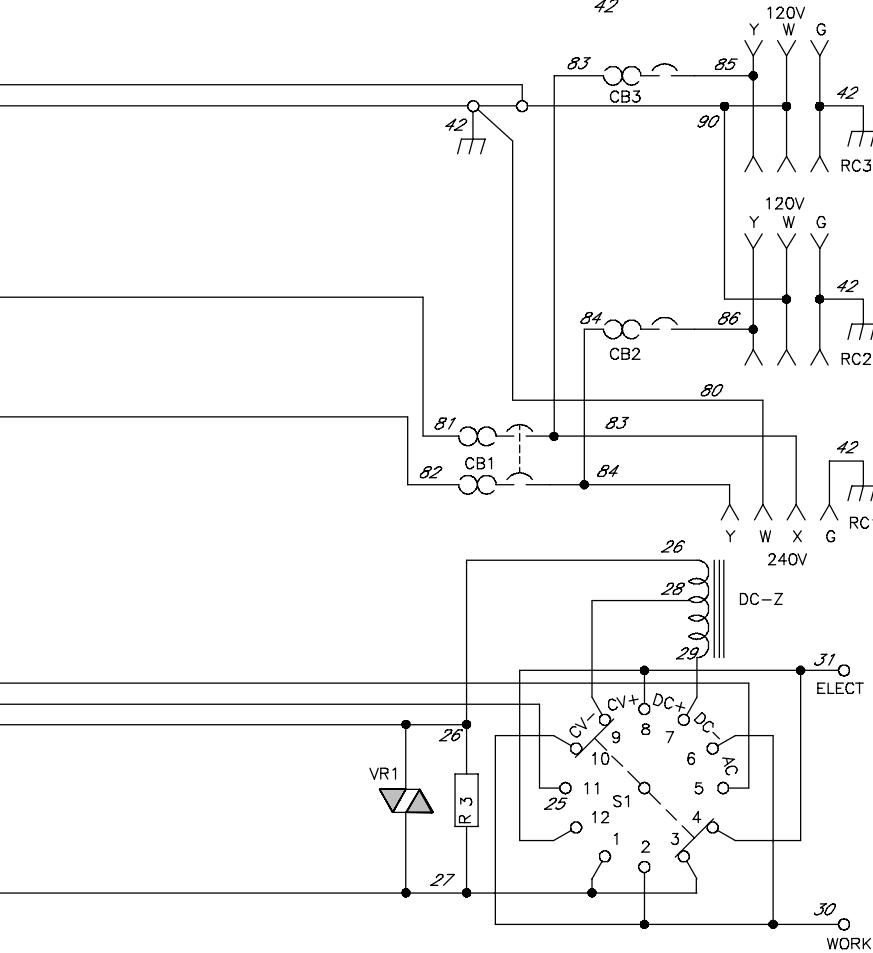 42
120V
Y W G
83 85
CB3
42
90
42
RC3
120V
Y W G
42
84 86
CB2
RC2
80
81 83
CB1
82 84
42
RC1
Y W X G
240V
26
28
DC-Z
29
31
ELECT
CV- CV+ DC+ DC- AC
26
9 8 7
10 6
VR1
R 3
25
11 S1 5
12 4
1 2 3
27
30
WORK